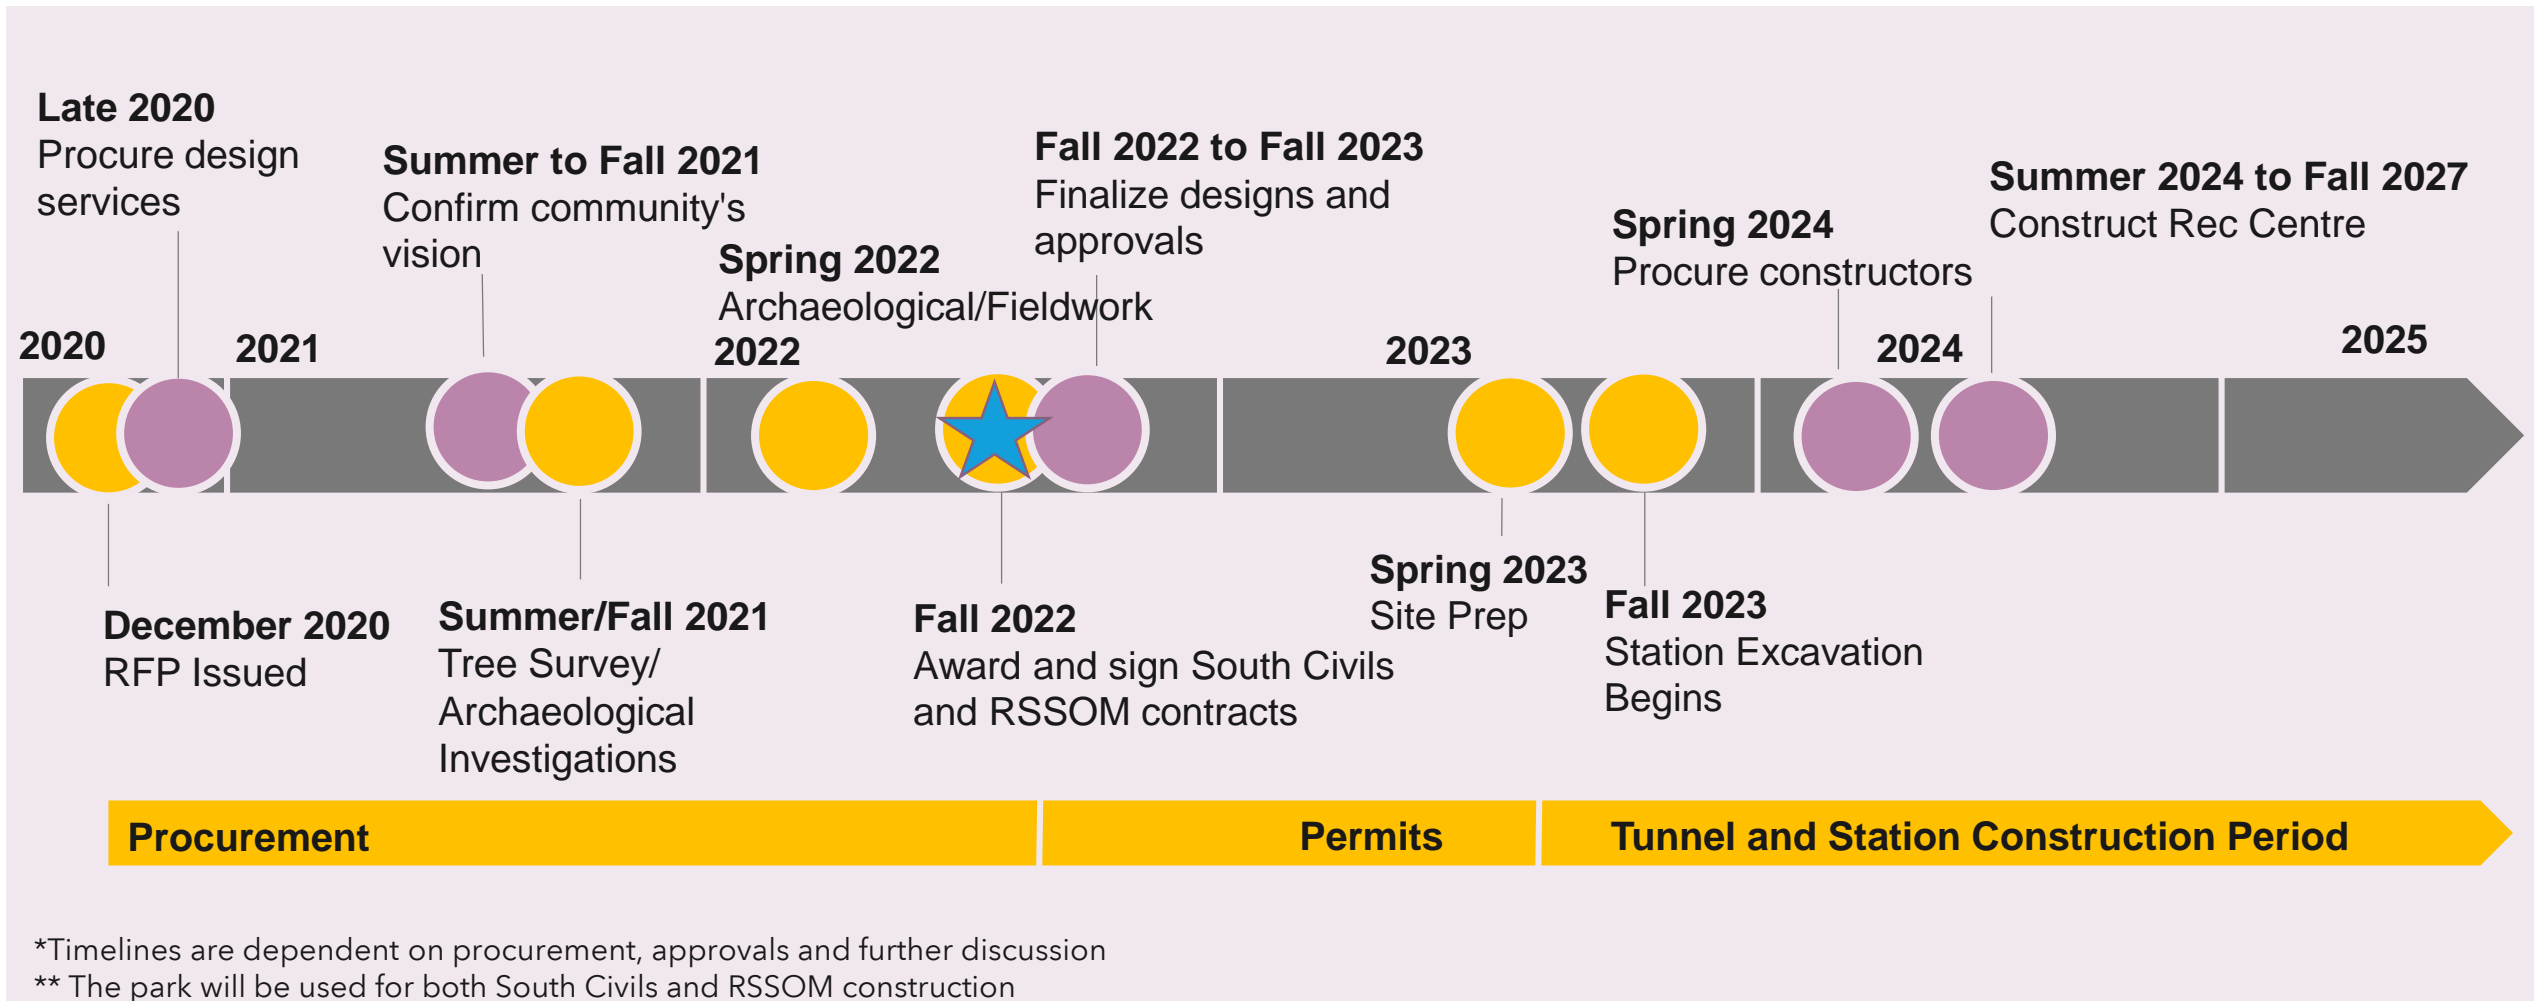 Late 2020
Procure design
services
Summer to Fall 2021
Confirm community's
vision
Spring 2022
Archaeological/Fieldwork
Fall 2022 to Fall 2023
Finalize designs and
approvals
Spring 2024
Procure constructors
Summer 2024 to Fall 2027
Construct Rec Centre
2020
2021
2022
2023
2024
2025
December 2020
RFP Issued
Summer/Fall 2021
Tree Survey/
Archaeological
Investigations
Fall 2022
Award and sign South Civils
and RSSOM contracts
Spring 2023
Site Prep
Fall 2023
Station Excavation
Begins
Procurement
Permits
Tunnel and Station Construction Period
*Timelines are dependent on procurement, approvals and further discussion
** The park will be used for both South Civils and RSSOM construction